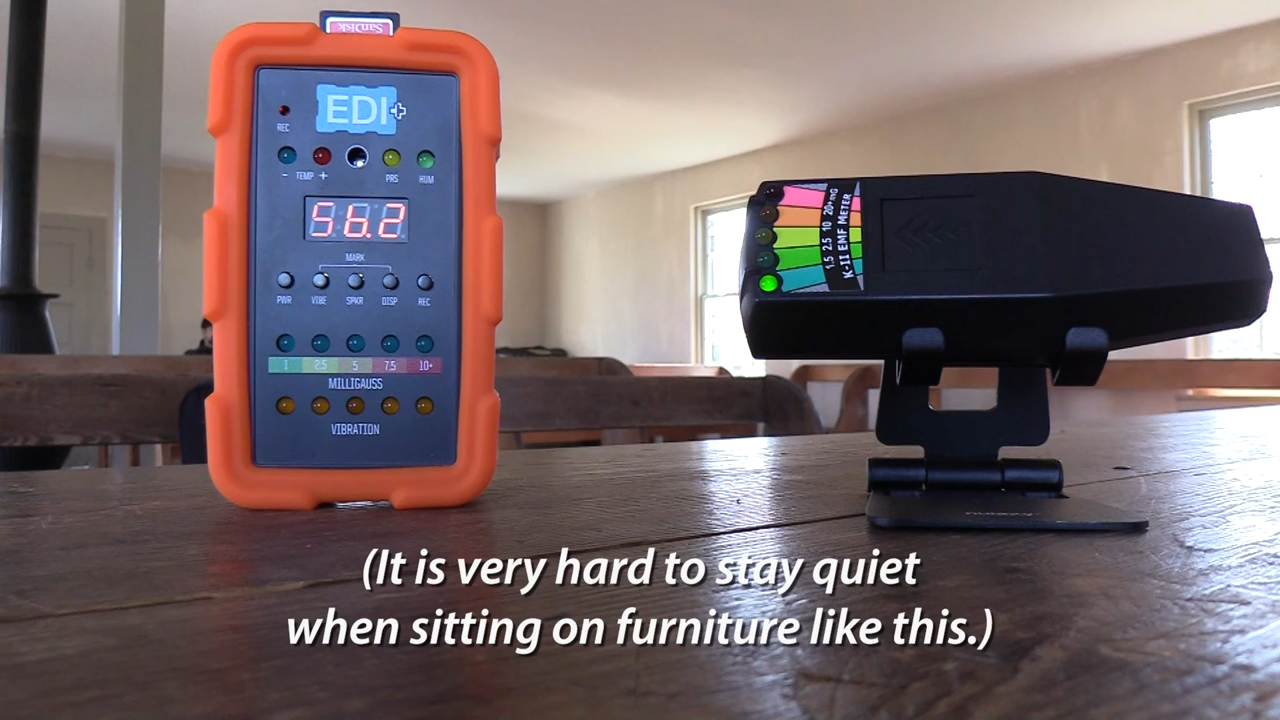 SanDisk
EDI+
REC
- TEMP + PRS HUM
56.2
MARK
PWR VIBE SPKR DISP REC
1 2.5 5 7.5 10+
MILLIGAUSS
VIBRATION
1.5 2.5 10 20+ mG
K-II EMF METER
(It is very hard to stay quiet
when sitting on furniture like this.)